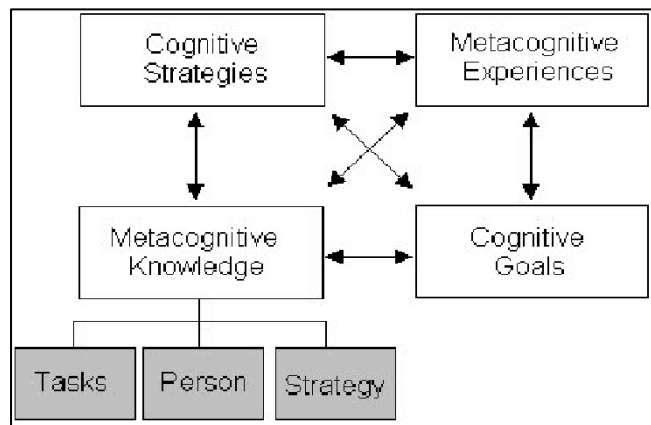 Cognitive
Strategies
Metacognitive
Experiences
Metacognitive
Knowledge
Cognitive
Goals
Tasks
Person
Strategy